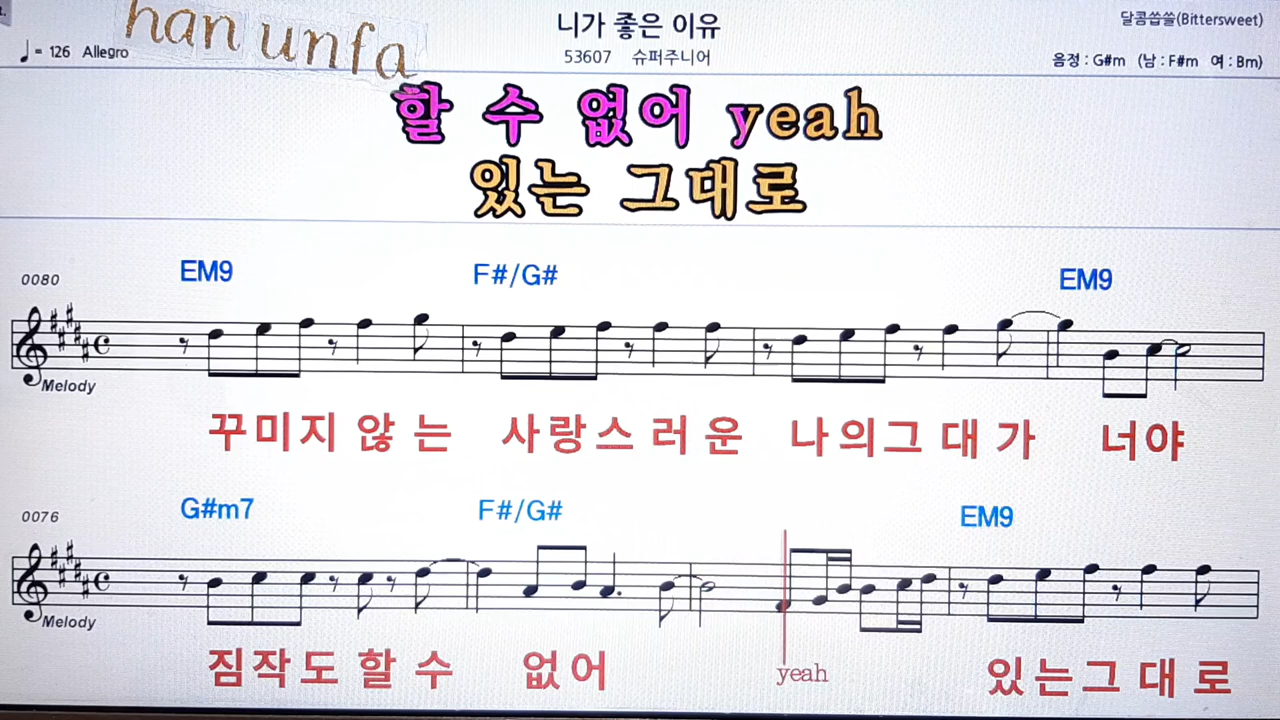 han unfa
니가 좋은 이유
달콤씁쓸(Bittersweet)
♩ = 126 Allegro
53607 슈퍼주니어
음정 : G#m (남 : F#m 여 : Bm)
할 수 없어 yeah
있는 그대로
0080
EM9 F#/G# EM9
Melody
꾸미지 않 는 사랑스 러 운 나의그 대 가 너야
0076
G#m7 F#/G# EM9
Melody
짐작도 할 수 없어 yeah 있는그 대 로